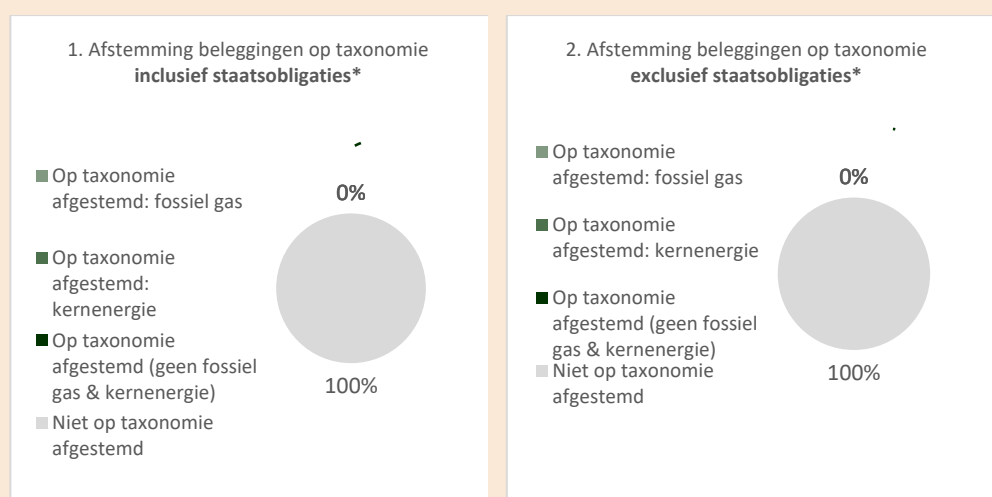 1. Afstemming beleggingen op taxonomie
inclusief staatsobligaties*
Op taxonomie
afgestemd: fossiel gas
Op taxonomie
afgestemd:
kernenergie
Op taxonomie
afgestemd (geen fossiel
gas & kernenergie)
Niet op taxonomie
afgestemd
0%
100%
2. Afstemming beleggingen op taxonomie
exclusief staatsobligaties*
Op taxonomie
afgestemd: fossiel gas
Op taxonomie
afgestemd: kernenergie
Op taxonomie
afgestemd (geen fossiel
gas & kernenergie)
Niet op taxonomie
afgestemd
0%
100%